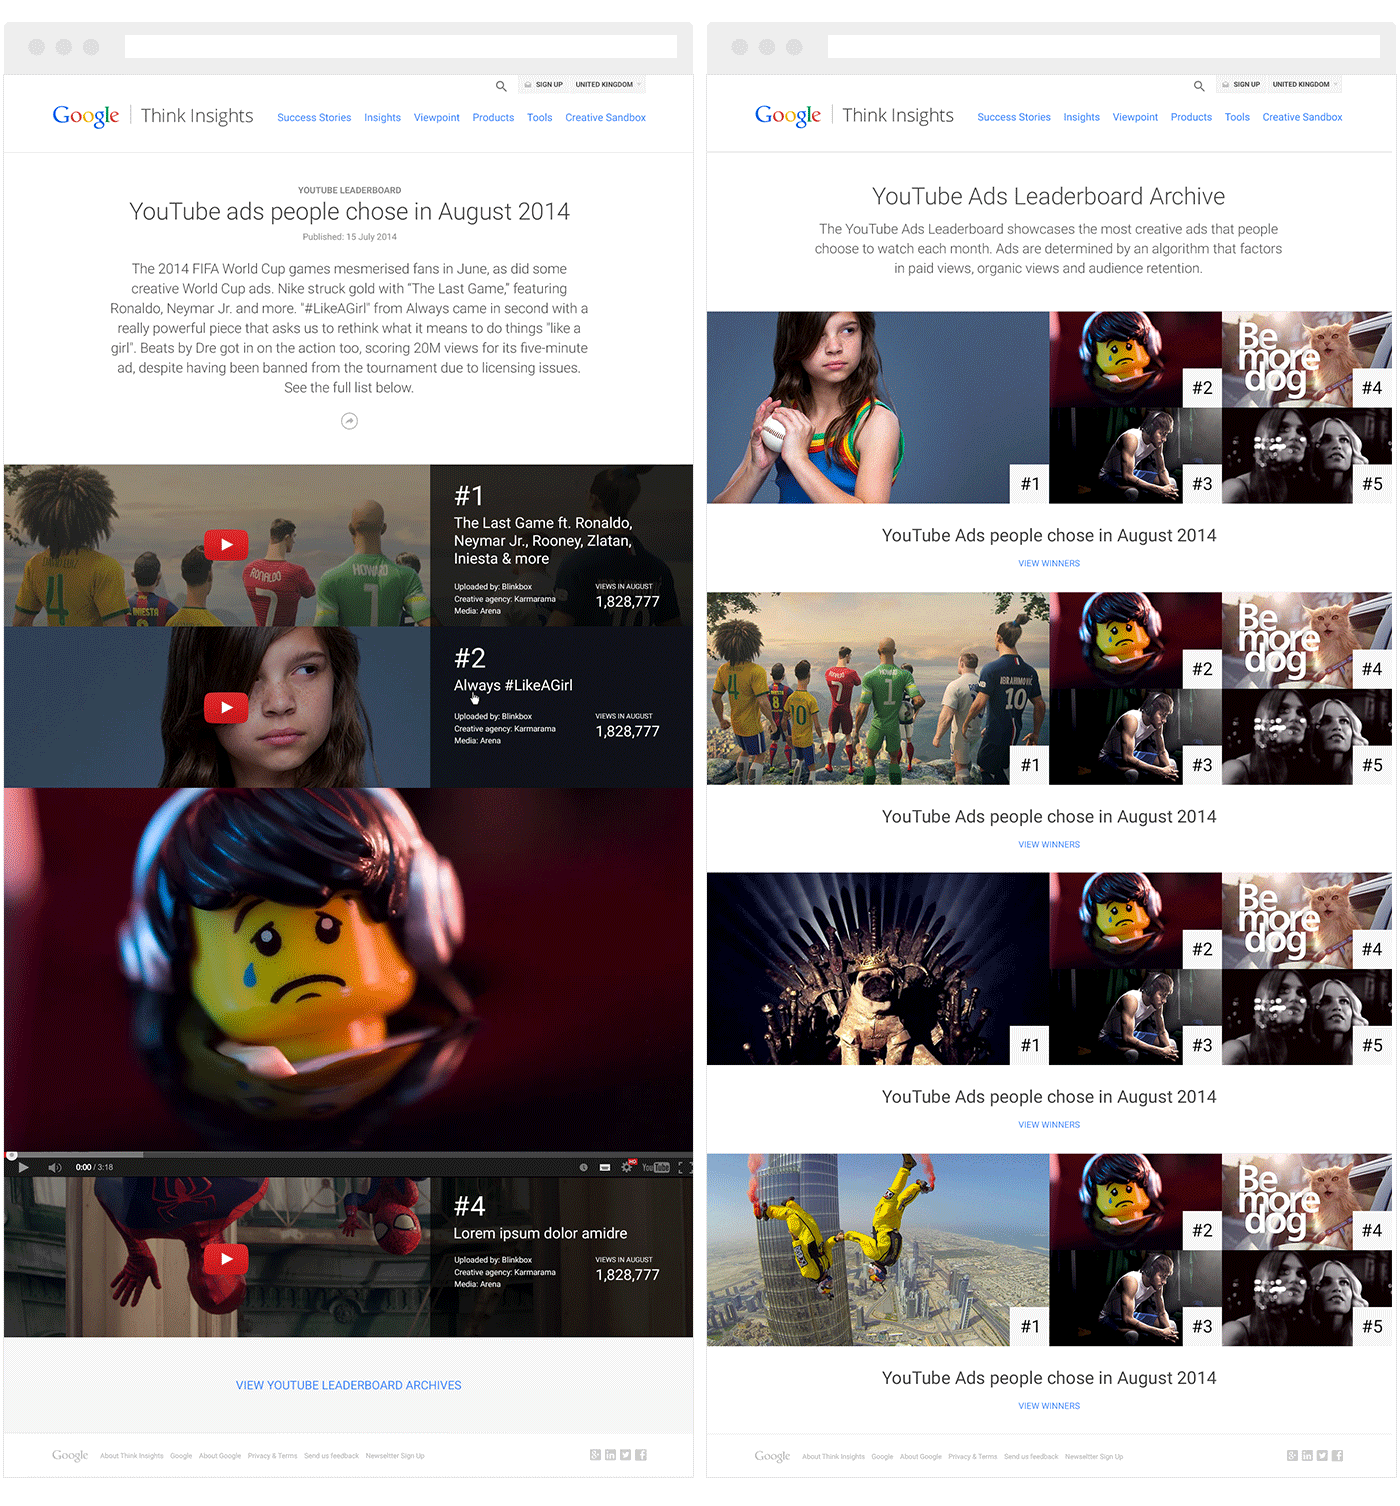 SIGN UP
UNITED KINGDOM
Google
Think Insights
Success Stories
Insights
Viewpoint
Products
Tools
Creative Sandbox
YOUTUBE LEADERBOARD
YouTube ads people chose in August 2014
Published: 15 July 2014
The 2014 FIFA World Cup games mesmerised fans in June, as did some
creative World Cup ads. Nike struck gold with “The Last Game,” featuring
Ronaldo, Neymar Jr. and more. "#LikeAGirl" from Always came in second with a
really powerful piece that asks us to rethink what it means to do things "like a
girl". Beats by Dre got in on the action too, scoring 20M views for its five-minute
ad, despite having been banned from the tournament due to licensing issues.
See the full list below.
4
INIESTA
RONALDO
7
HOWARD
1
#1
The Last Game ft. Ronaldo,
Neymar Jr., Rooney, Zlatan,
Iniesta & more
Uploaded by: Blinkbox
Creative agency: Karmarama
Media: Arena
VIEWS IN AUGUST
1,828,777
#2
Always #LikeAGirl
Uploaded by: Blinkbox
Creative agency: Karmarama
Media: Arena
VIEWS IN AUGUST
1,828,777
0:00 / 3:18
HD
YouTube
#4
Lorem ipsum dolor amidre
Uploaded by: Blinkbox
Creative agency: Karmarama
Media: Arena
VIEWS IN AUGUST
1,828,777
VIEW YOUTUBE LEADERBOARD ARCHIVES
Google
About Think Insights
Google
About Google
Privacy & Terms
Send us feedback
Newseltter Sign Up
SIGN UP
UNITED KINGDOM
Google
Think Insights
Success Stories
Insights
Viewpoint
Products
Tools
Creative Sandbox
YouTube Ads Leaderboard Archive
The YouTube Ads Leaderboard showcases the most creative ads that people
choose to watch each month. Ads are determined by an algorithm that factors
in paid views, organic views and audience retention.
#1
#2
Be
more
dog
#4
#3
#5
YouTube Ads people chose in August 2014
VIEW WINNERS
4
8
10
7
1
IBRAHIMOVIĆ
10
#1
#2
Be
more
dog
#4
#3
#5
YouTube Ads people chose in August 2014
VIEW WINNERS
#1
#2
Be
more
dog
#4
#3
#5
YouTube Ads people chose in August 2014
VIEW WINNERS
#1
#2
Be
more
dog
#4
#3
#5
YouTube Ads people chose in August 2014
VIEW WINNERS
Google
About Think Insights
Google
About Google
Privacy & Terms
Send us feedback
Newseltter Sign Up